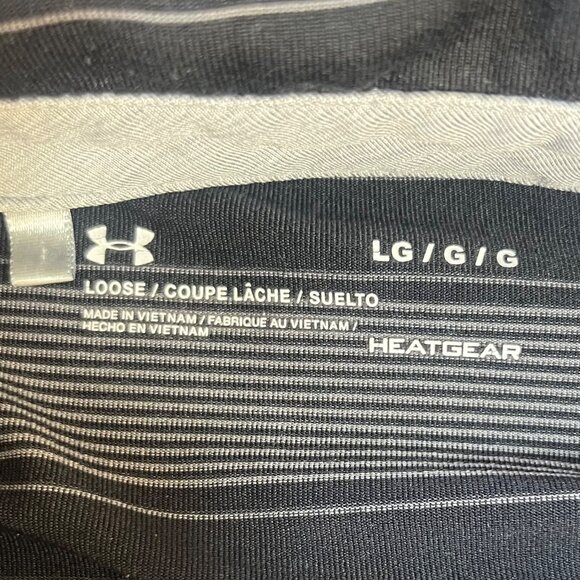 LG / G / G
LOOSE / COUPE LÂCHE / SUELTO
MADE IN VIETNAM / FABRIQUE AU VIETNAM /
HECHO EN VIETNAM
HEATGEAR